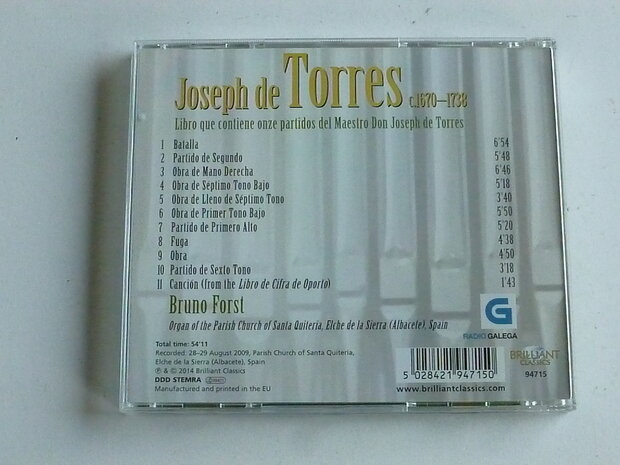 Joseph de Torres c.1670–1738
Libro que contiene onze partidos del Maestro Don Joseph de Torres
1 Batalla 6'54
2 Partido de Segundo 5'48
3 Obra de Mano Derecha 6'46
4 Obra de Séptimo Tono Bajo 5'18
5 Obra de Lleno de Séptimo Tono 3'40
6 Obra de Primer Tono Bajo 5'50
7 Partido de Primero Alto 5'20
8 Fuga 4'38
9 Obra 4'50
10 Partido de Sexto Tono 3'18
11 Canción (from the Libro de Cifra de Oporto) 1'43
Bruno Forst
Organ of the Parish Church of Santa Quiteria, Elche de la Sierra (Albacete), Spain
G
RADIO GALEGA
Total time: 54'11
Recorded: 28–29 August 2009, Parish Church of Santa Quiteria,
Elche de la Sierra (Albacete), Spain
℗ & © 2014 Brilliant Classics
DDD STEMRA
Manufactured and printed in the EU
5 028421 947150
www.brilliantclassics.com
BRILLIANT
CLASSICS
94715